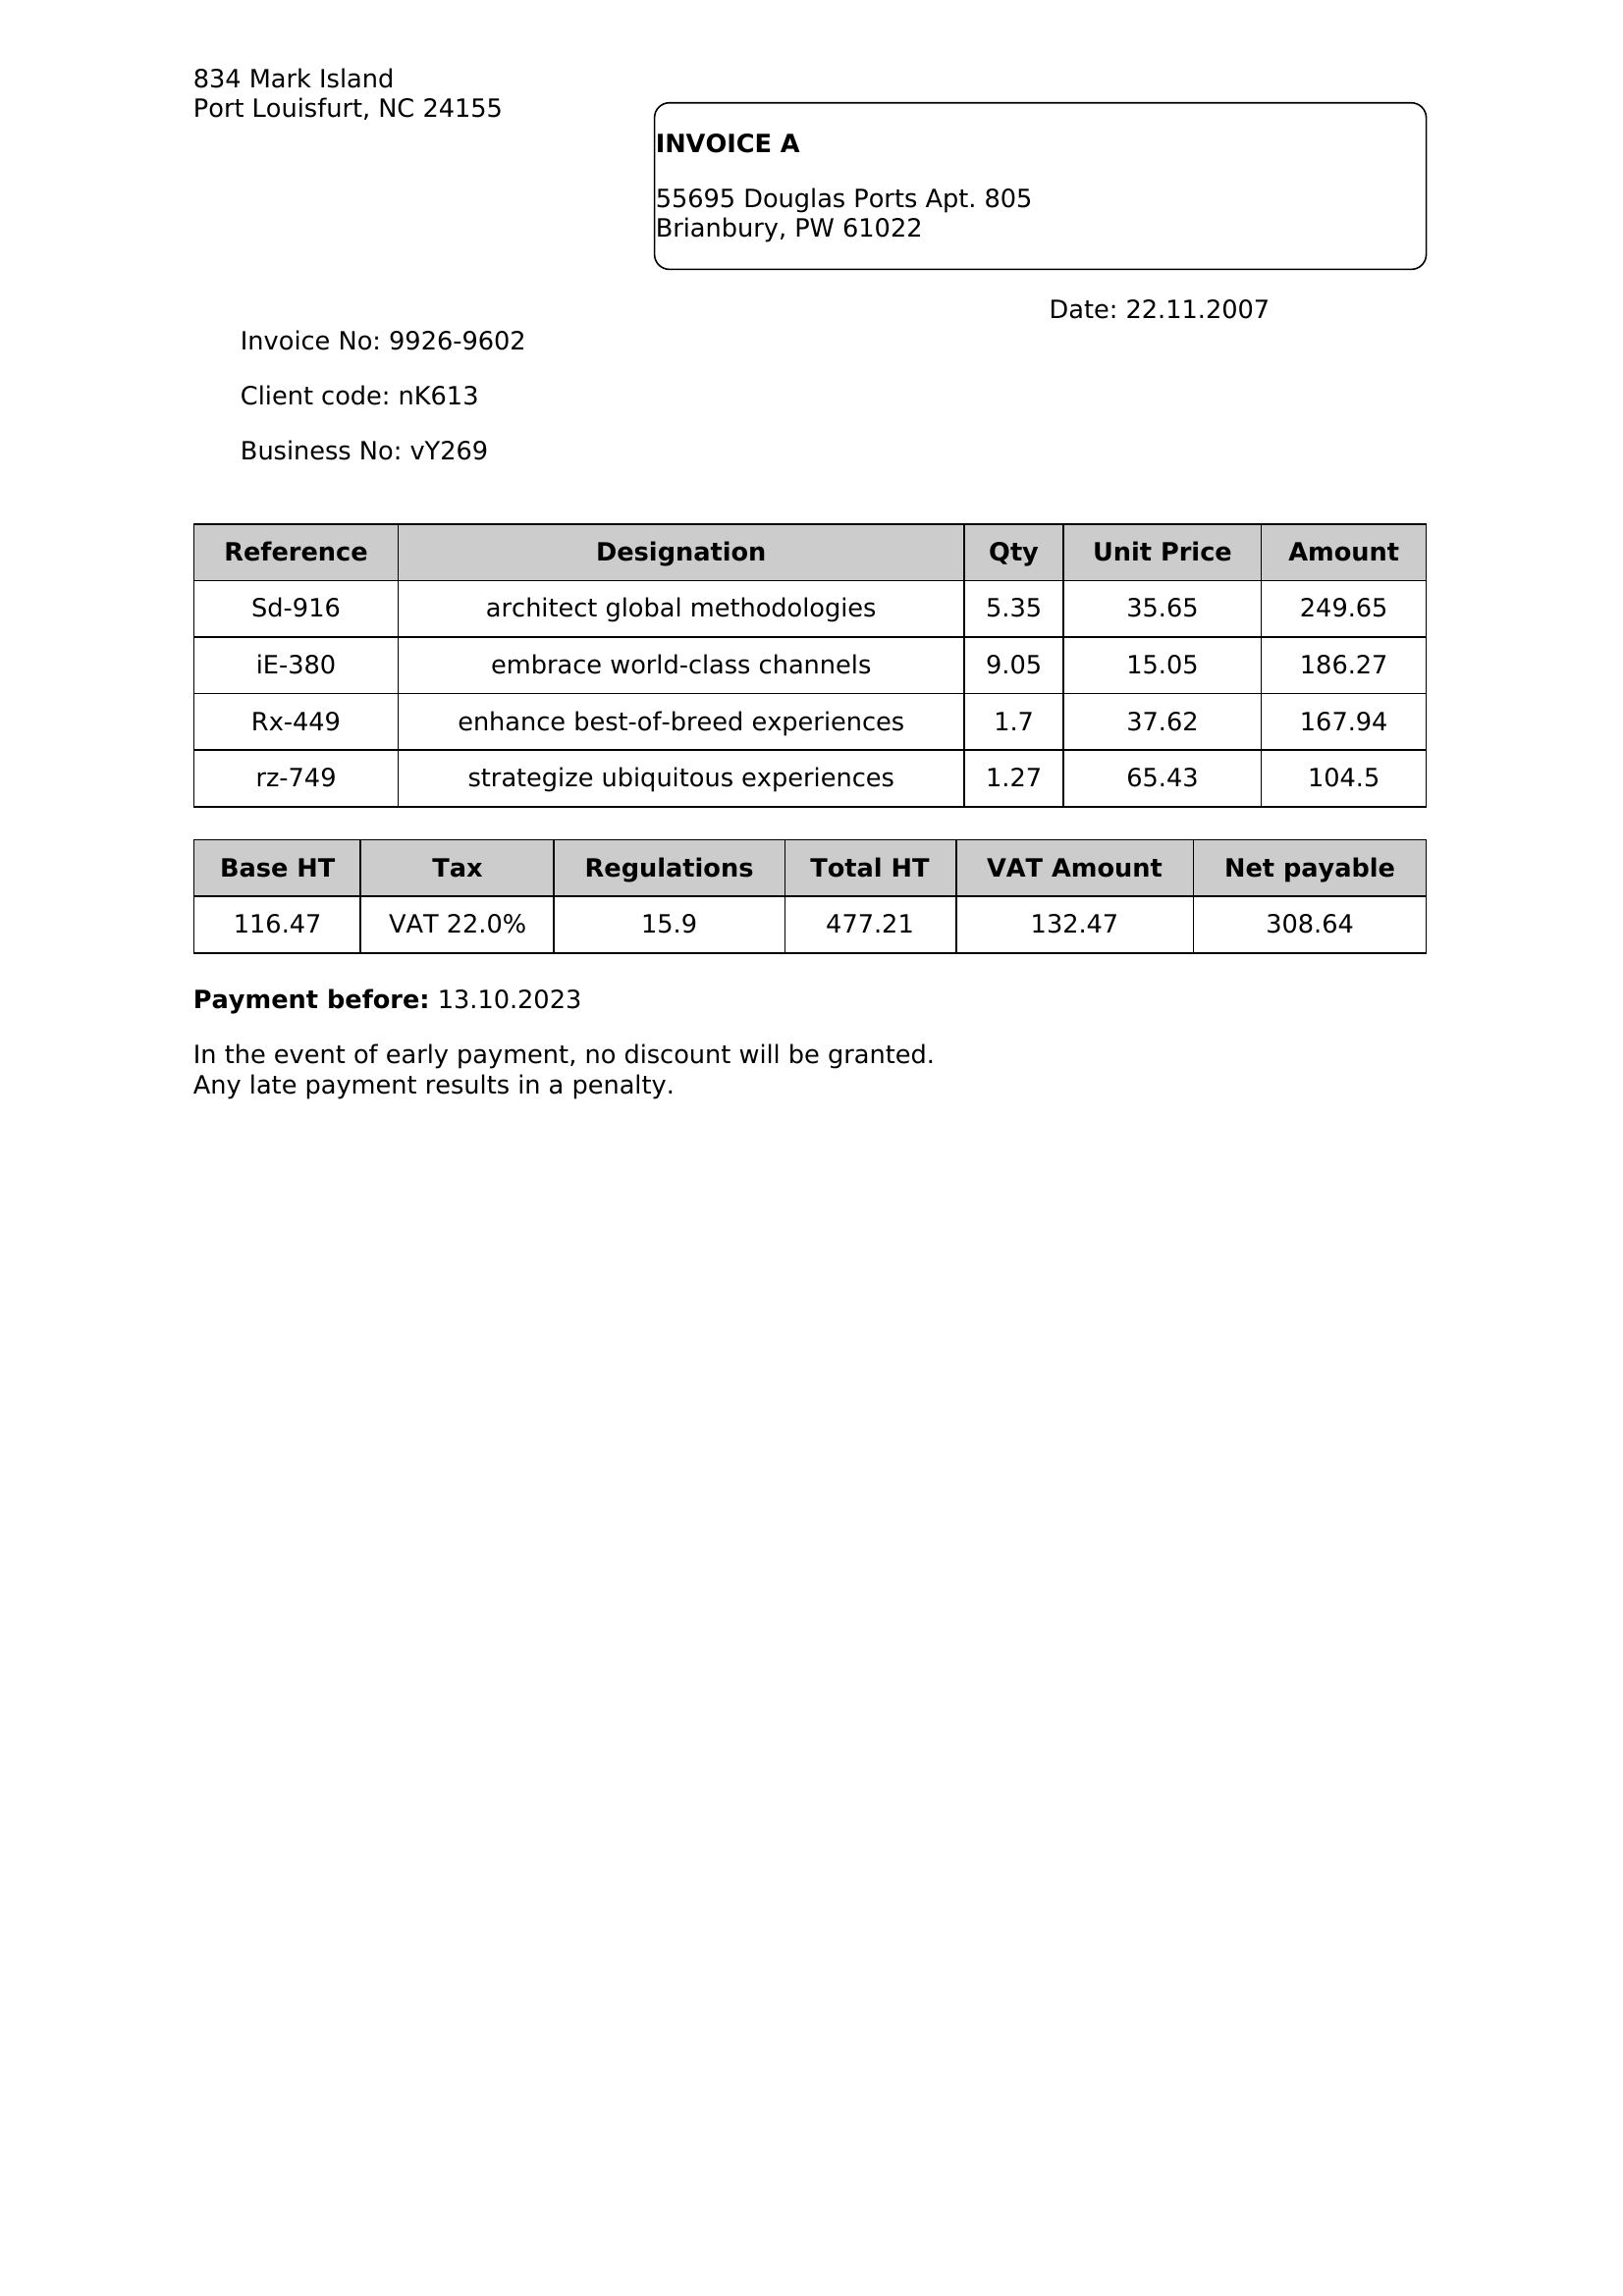 834 Mark Island
Port Louisfurt, NC 24155
INVOICE A
55695 Douglas Ports Apt. 805
Brianbury, PW 61022
Date: 22.11.2007
Invoice No: 9926-9602
Client code: nK613
Business No: vY269
Reference Designation Qty Unit Price Amount
Sd-916 architect global methodologies 5.35 35.65 249.65
iE-380 embrace world-class channels 9.05 15.05 186.27
Rx-449 enhance best-of-breed experiences 1.7 37.62 167.94
rz-749 strategize ubiquitous experiences 1.27 65.43 104.5
Base HT Tax Regulations Total HT VAT Amount Net payable
116.47 VAT 22.0% 15.9 477.21 132.47 308.64
Payment before: 13.10.2023
In the event of early payment, no discount will be granted.
Any late payment results in a penalty.